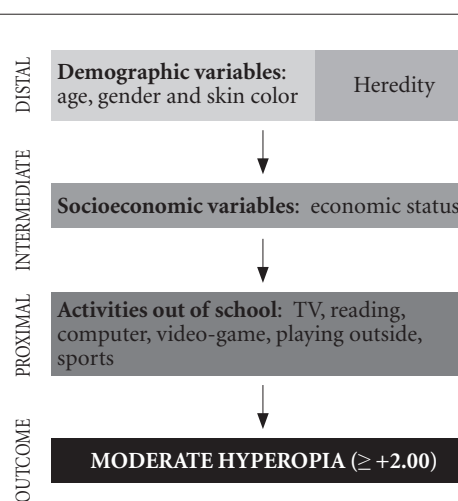 DISTAL
Demographic variables:
age, gender and skin color
Heredity
INTERMEDIATE
Socioeconomic variables: economic status
PROXIMAL
Activities out of school: TV, reading,
computer, video-game, playing outside,
sports
OUTCOME
MODERATE HYPEROPIA (≥ +2.00)